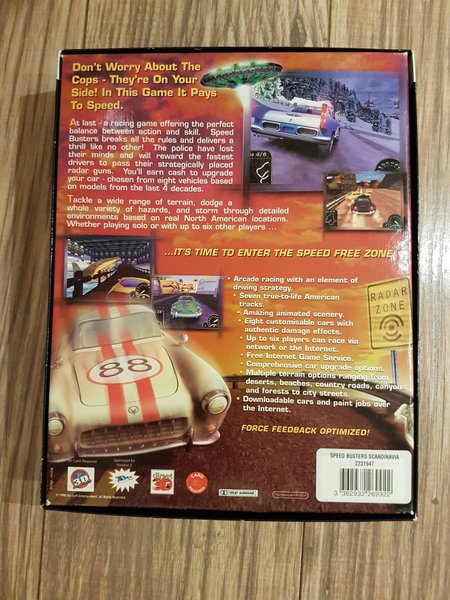 Don't Worry About The
Cops - They're On Your
Side! In This Game It Pays
To Speed.
At last - a racing game offering the perfect
balance between action and skill. Speed
Busters breaks all the rules and delivers a
thrill like no other! The police have lost
their minds and will reward the fastest
drivers to pass their strategically placed
radar guns. You'll earn cash to upgrade
your car - chosen from eight vehicles based
on models from the last 4 decades.
Tackle a wide range of terrain, dodge a
whole variety of hazards, and storm through detailed
environments based on real North American locations.
Whether playing solo or with up to six other players ...
4/6
...IT'S TIME TO ENTER THE SPEED FREE ZONE
• Arcade racing with an element of
driving strategy.
• Seven true-to-life American
tracks.
• Amazing animated scenery.
• Eight customisable cars with
authentic damage effects.
• Up to six players can race via
network or the Internet.
• Free Internet Game Service.
• Comprehensive car upgrade options.
• Multiple terrain options ranging from
deserts, beaches, country roads, canyons
and forests to city streets.
• Downloadable cars and paint jobs over
the Internet.
FORCE FEEDBACK OPTIMIZED!
RADAR
ZONE
88
SPEED BUSTERS SCANDINAVIA
2231947
3 362932 269922